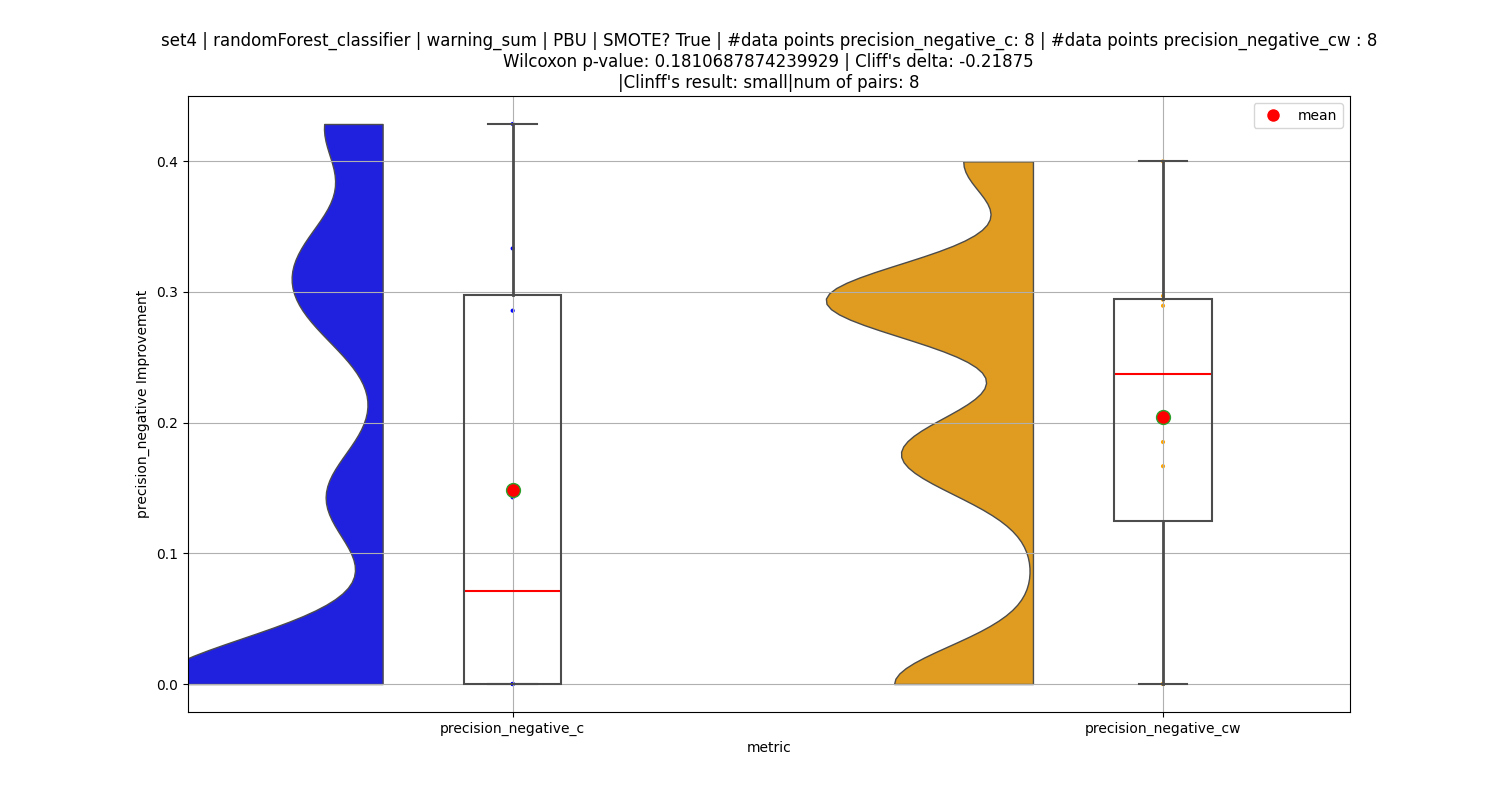 set4 | randomForest_classifier | warning_sum | PBU | SMOTE? True | #data points precision_negative_c: 8 | #data points precision_negative_cw : 8
Wilcoxon p-value: 0.1810687874239929 | Cliff's delta: -0.21875
|Clinff's result: small|num of pairs: 8
mean
0.4
0.3
0.2
0.1
0.0
precision_negative Improvement
precision_negative_c
precision_negative_cw
metric